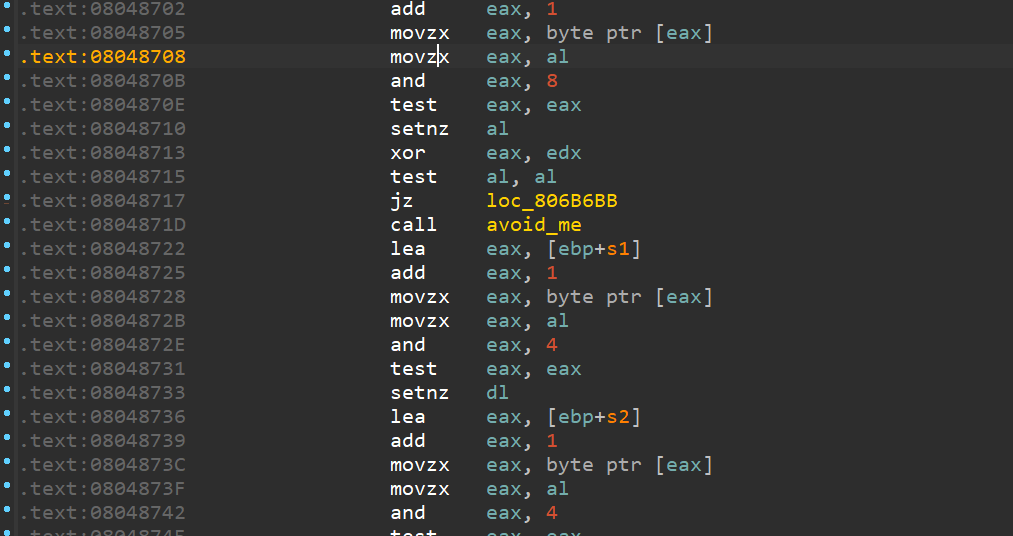 .text:08048702 add eax, 1
.text:08048705 movzx eax, byte ptr [eax]
.text:08048708 movzx eax, al
.text:0804870B and eax, 8
.text:0804870E test eax, eax
.text:08048710 setnz al
.text:08048713 xor eax, edx
.text:08048715 test al, al
.text:08048717 jz loc_806B6BB
.text:0804871D call avoid_me
.text:08048722 lea eax, [ebp+s1]
.text:08048725 add eax, 1
.text:08048728 movzx eax, byte ptr [eax]
.text:0804872B movzx eax, al
.text:0804872E and eax, 4
.text:08048731 test eax, eax
.text:08048733 setnz dl
.text:08048736 lea eax, [ebp+s2]
.text:08048739 add eax, 1
.text:0804873C movzx eax, byte ptr [eax]
.text:0804873F movzx eax, al
.text:08048742 and eax, 4
.text:08048745 test eax, eax